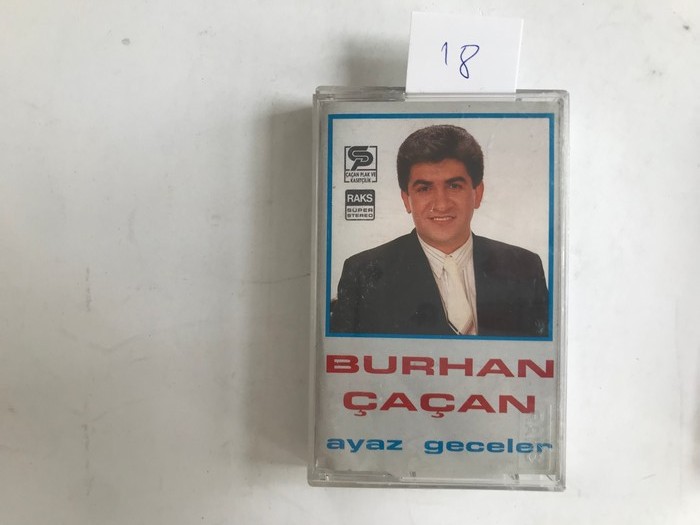 18
ÇAÇAN PLAK VE
KASETÇİLİK
RAKS
SÜPER
STEREO
BURHAN
ÇAÇAN
ayaz geceler